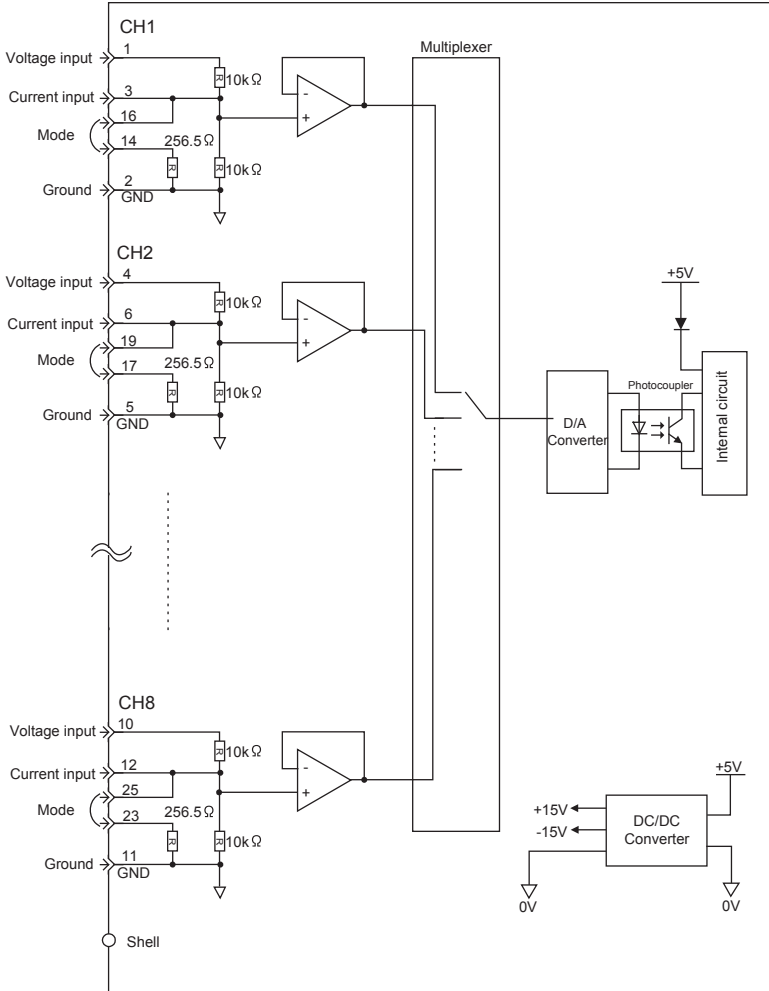 CH1
Voltage input 1
R 10kΩ
Current input 3
16
Mode
14 256.5Ω
R
R 10kΩ
Ground 2
GND
Multiplexer
-
+
CH2
Voltage input 4
R 10kΩ
Current input 6
19
Mode
17 256.5Ω
R
R 10kΩ
Ground 5
GND
-
+
+5V
D/A
Converter
Photocoupler
Internal circuit
CH8
Voltage input 10
R 10kΩ
Current input 12
25
Mode
23 256.5Ω
R
R 10kΩ
Ground 11
GND
-
+
Shell
+5V
+15V
-15V
DC/DC
Converter
0V
0V